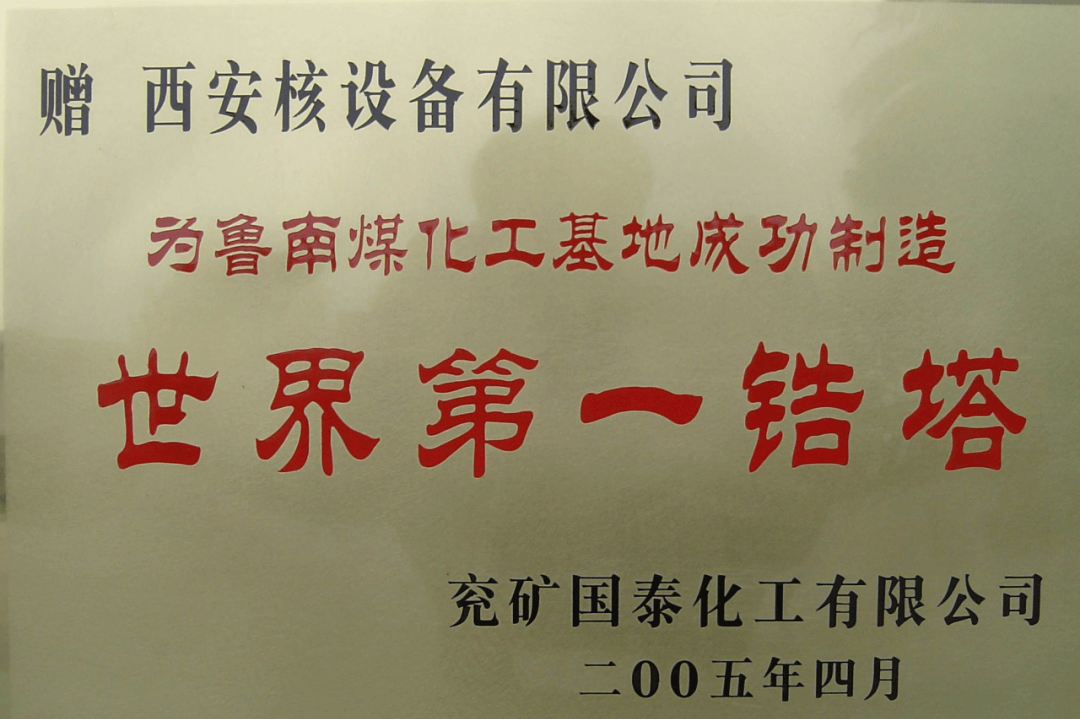 赠 西安核设备有限公司
为鲁南煤化工基地成功制造
世界第一锆塔
兖矿国泰化工有限公司
二00五年四月